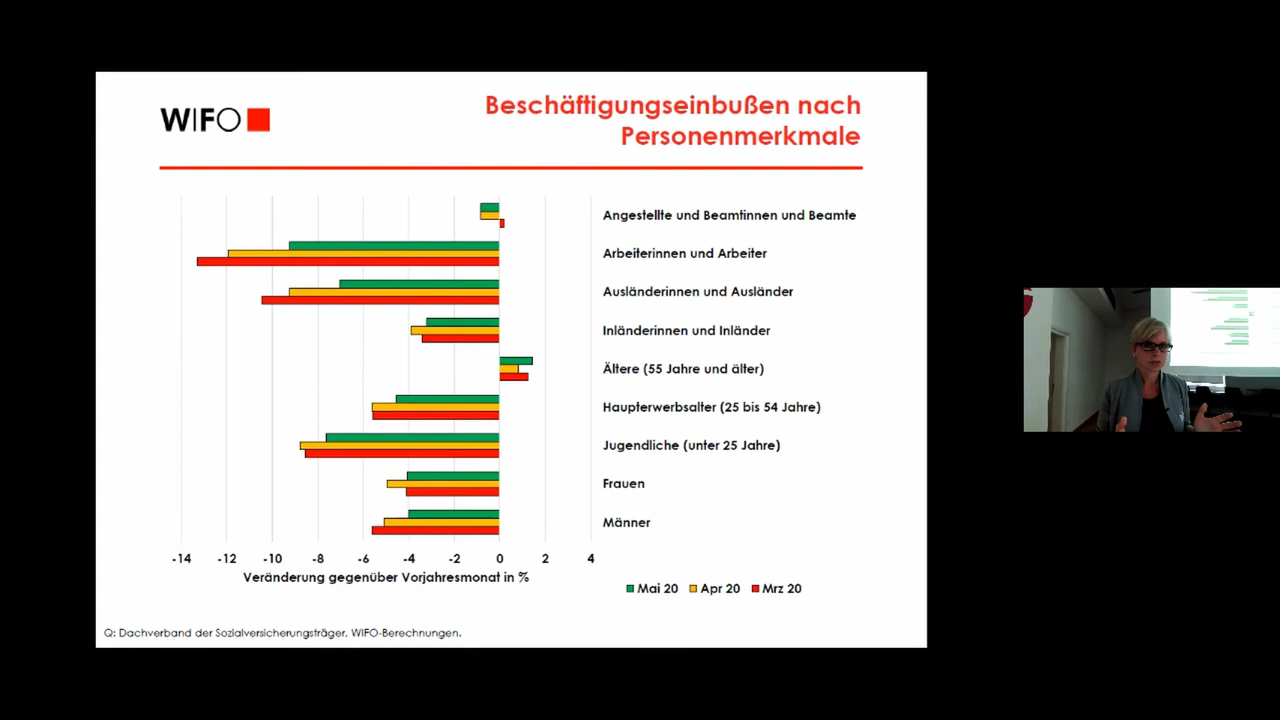 WIFO
Beschäftigungseinbußen nach
Personenmerkmale
Angestellte und Beamtinnen und Beamte
Arbeiterinnen und Arbeiter
Ausländerinnen und Ausländer
Inländerinnen und Inländer
Ältere (55 Jahre und älter)
Haupterwerbsalter (25 bis 54 Jahre)
Jugendliche (unter 25 Jahre)
Frauen
Männer
-14 -12 -10 -8 -6 -4 -2 0 2 4
Veränderung gegenüber Vorjahresmonat in %
Mai 20 Apr 20 Mrz 20
Q: Dachverband der Sozialversicherungsträger, WIFO-Berechnungen.